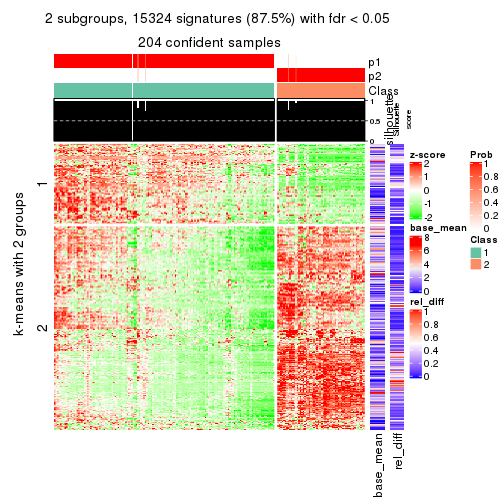 2 subgroups, 15324 signatures (87.5%) with fdr < 0.05
204 confident samples
p1
p2
Class
1
0.5
0
silhouette
Silhouette
score
k-means with 2 groups
1
2
base_mean
rel_diff
z-score
2
1
0
-1
-2
base_mean
8
6
4
2
0
rel_diff
1
0.8
0.6
0.4
0.2
0
Prob
1
0.8
0.6
0.4
0.2
0
Class
1
2